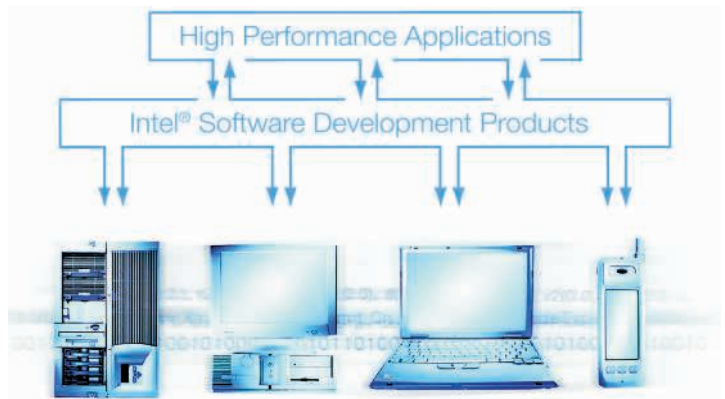 High Performance Applications
Intel® Software Development Products